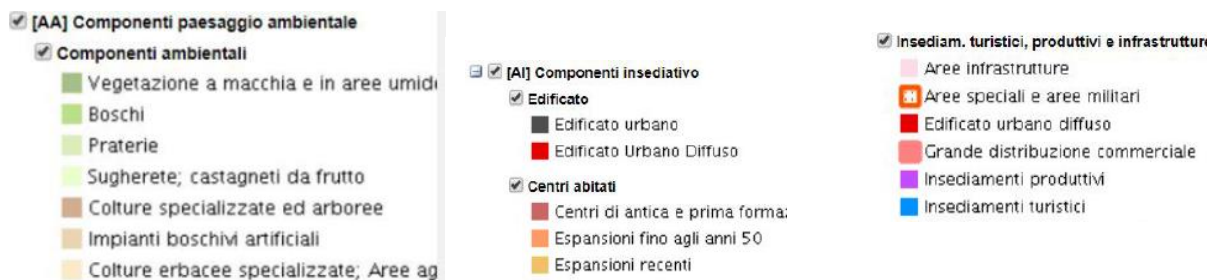 [AA] Componenti paesaggio ambientale
Componenti ambientali
Vegetazione a macchia e in aree umide
Boschi
Praterie
Sugherete; castagneti da frutto
Colture specializzate ed arboree
Impianti boschivi artificiali
Colture erbacee specializzate; Aree ag
[AI] Componenti insediativo
Edificato
Edificato urbano
Edificato Urbano Diffuso
Centri abitati
Centri di antica e prima forma
Espansioni fino agli anni 50
Espansioni recenti
Insediam. turistici, produttivi e infrastrutture
Aree infrastrutture
Aree speciali e aree militari
Edificato urbano diffuso
Grande distribuzione commerciale
Insediamenti produttivi
Insediamenti turistici